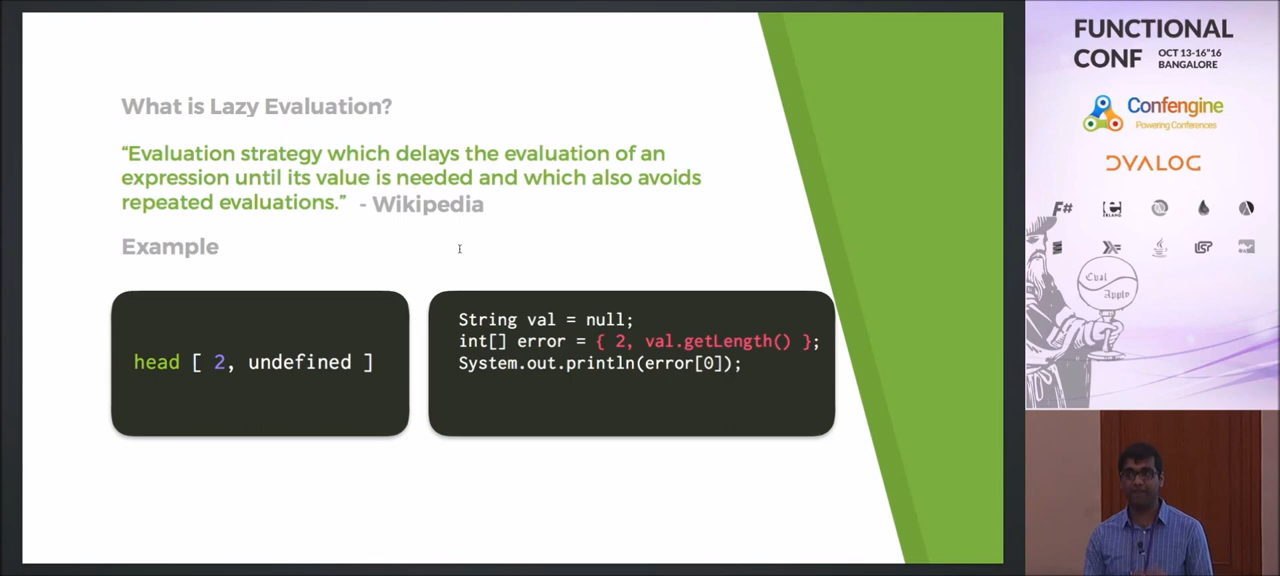 What is Lazy Evaluation?
“Evaluation strategy which delays the evaluation of an
expression until its value is needed and which also avoids
repeated evaluations.” - Wikipedia
Example
head [ 2, undefined ]
String val = null;
int[] error = { 2, val.getLength() };
System.out.println(error[0]);
FUNCTIONAL
CONF
OCT 13-16"16
BANGALORE
Confengine
Powering Conferences
DYALOG
F#
ERLANG
LISP
Eval
Apply